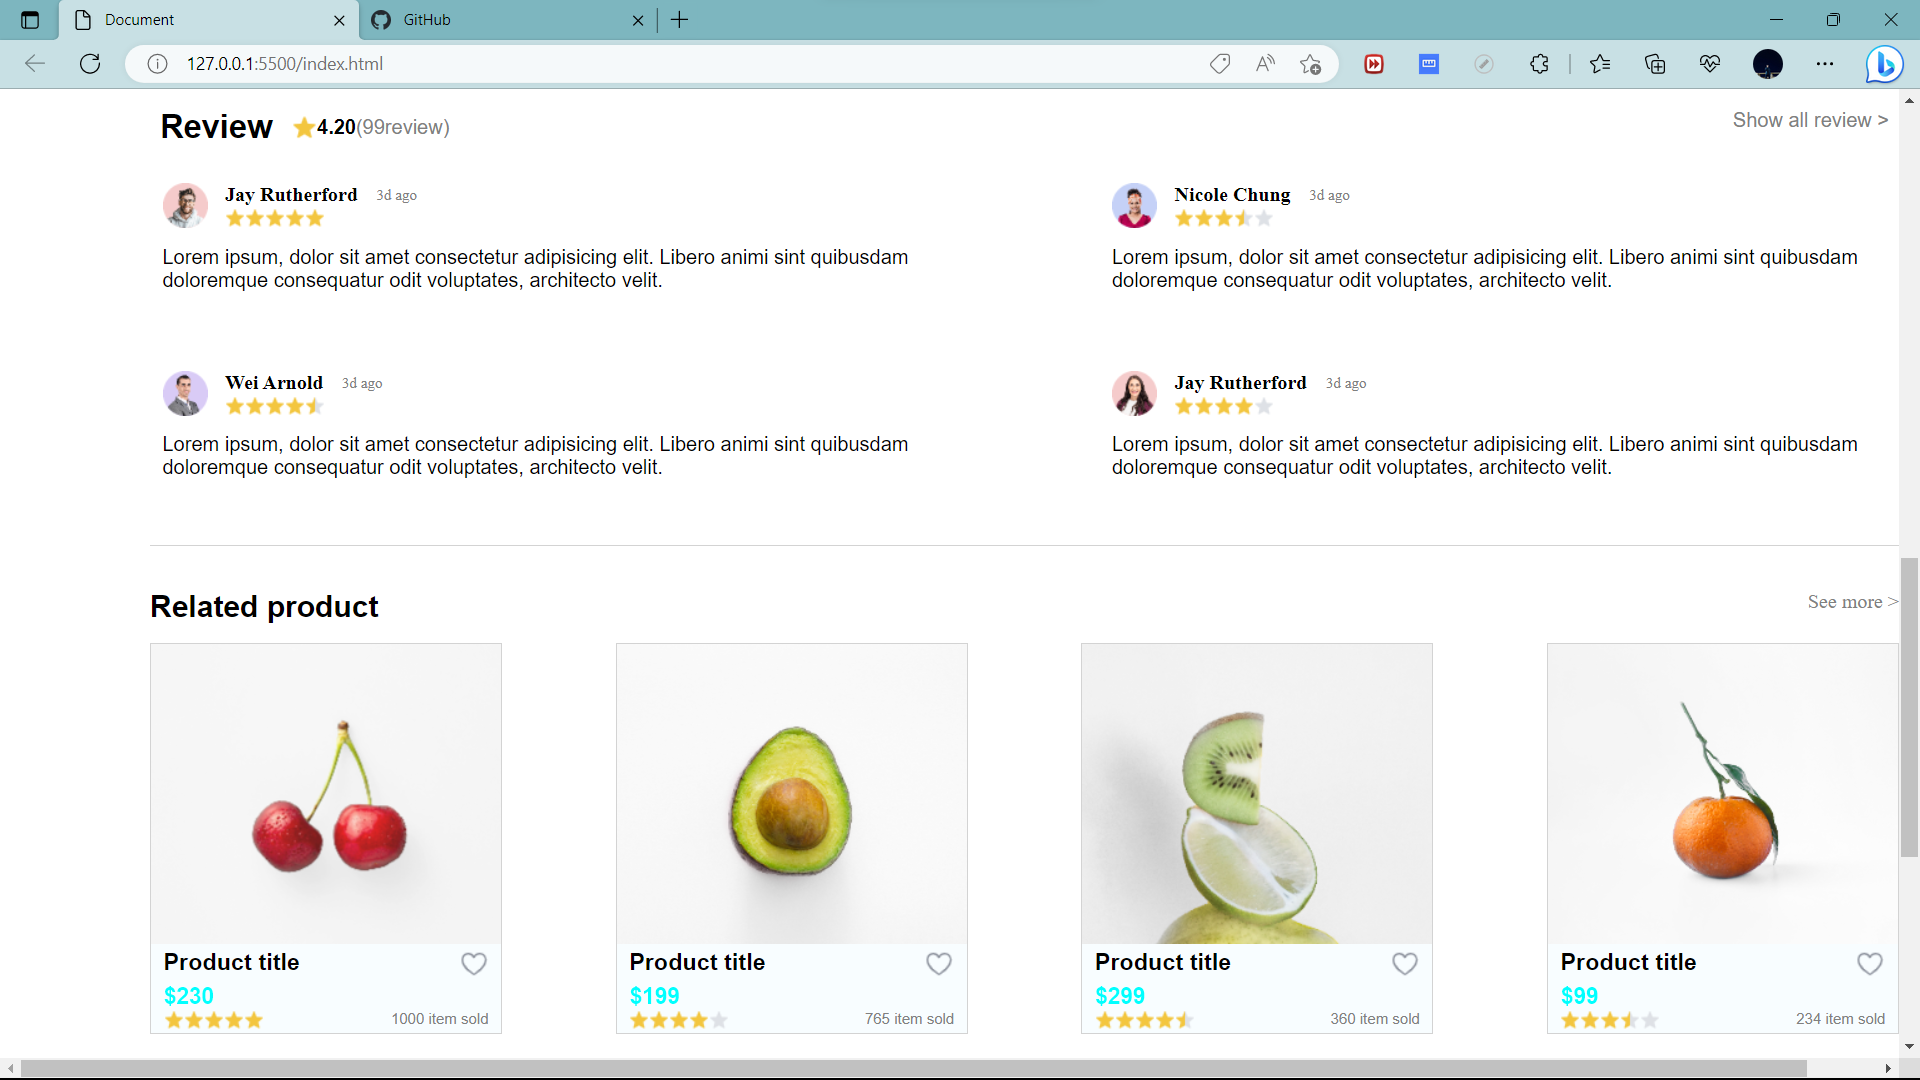 Document
GitHub
127.0.0.1:5500/index.html
Review
4.20(99review)
Show all review >
Jay Rutherford 3d ago
Lorem ipsum, dolor sit amet consectetur adipisicing elit. Libero animi sint quibusdam
doloremque consequatur odit voluptates, architecto velit.
Nicole Chung 3d ago
Lorem ipsum, dolor sit amet consectetur adipisicing elit. Libero animi sint quibusdam
doloremque consequatur odit voluptates, architecto velit.
Wei Arnold 3d ago
Lorem ipsum, dolor sit amet consectetur adipisicing elit. Libero animi sint quibusdam
doloremque consequatur odit voluptates, architecto velit.
Jay Rutherford 3d ago
Lorem ipsum, dolor sit amet consectetur adipisicing elit. Libero animi sint quibusdam
doloremque consequatur odit voluptates, architecto velit.
Related product
See more >
Product title
$230
1000 item sold
Product title
$199
765 item sold
Product title
$299
360 item sold
Product title
$99
234 item sold